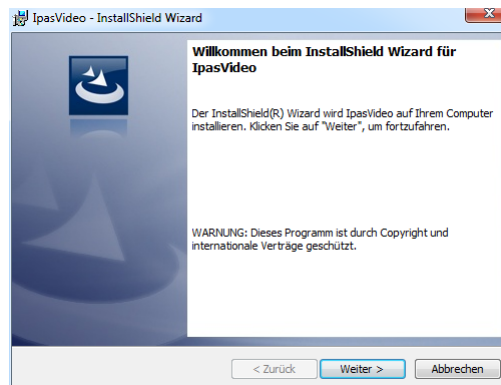 IpasVideo - InstallShield Wizard
Willkommen beim InstallShield Wizard für
IpasVideo
Der InstallShield(R) Wizard wird IpasVideo auf Ihrem Computer
installieren. Klicken Sie auf "Weiter", um fortzufahren.
WARNUNG: Dieses Programm ist durch Copyright und
internationale Verträge geschützt.
< Zurück Weiter > Abbrechen